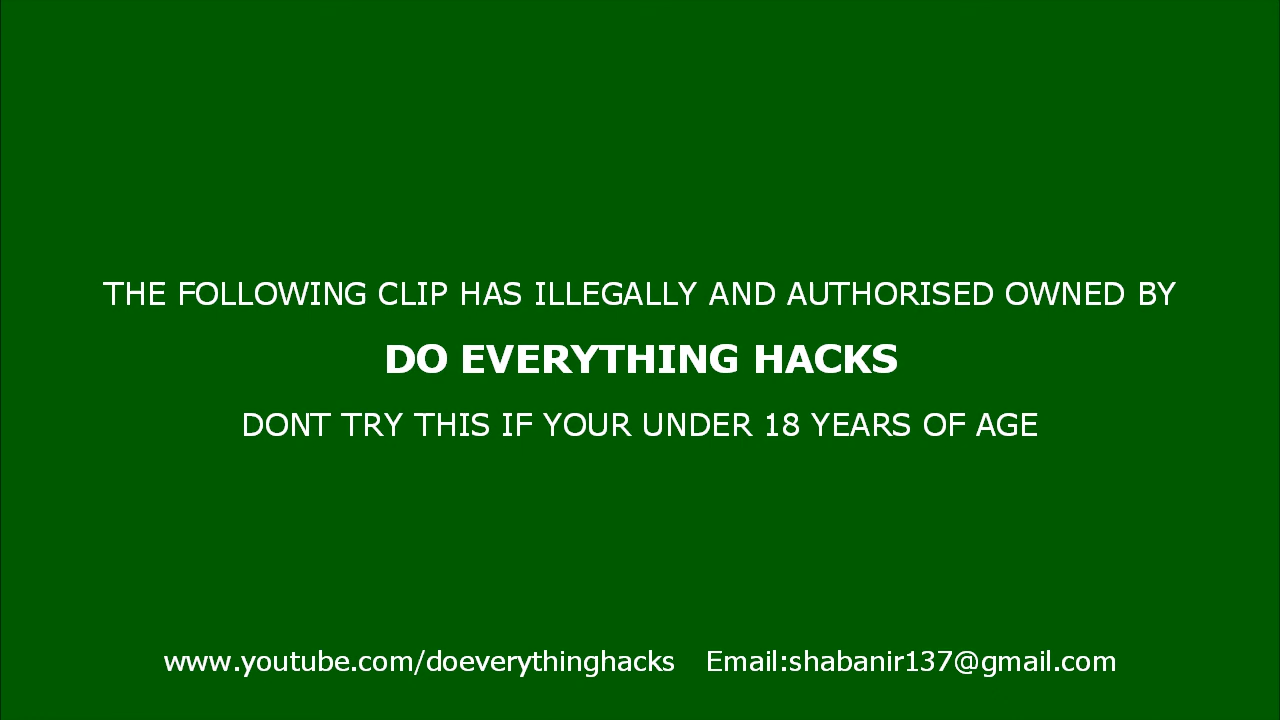 THE FOLLOWING CLIP HAS ILLEGALLY AND AUTHORISED OWNED BY
DO EVERYTHING HACKS
DONT TRY THIS IF YOUR UNDER 18 YEARS OF AGE
www.youtube.com/doeverythinghacks Email:shabanir137@gmail.com